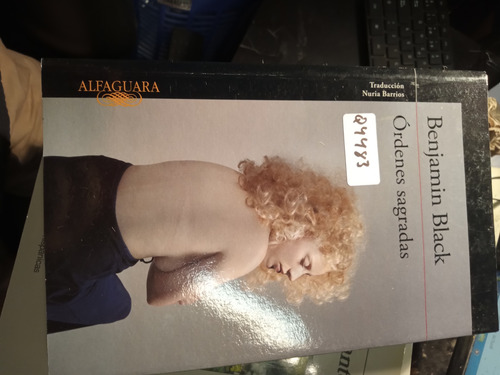 Benjamin Black
Órdenes sagradas
ALFAGUARA
Traducción
Nuria Barrios
Q4483